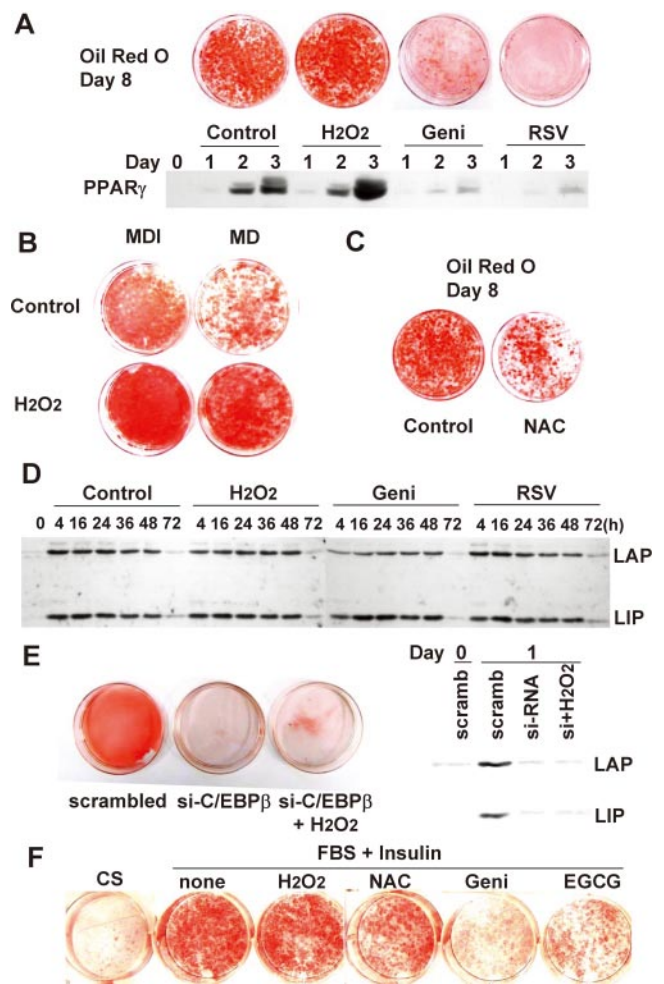 A
Oil Red O
Day 8
Control H2O2 Geni RSV
Day 0 1 2 3 1 2 3 1 2 3 1 2 3
PPARγ
B
MDI MD
Control
H2O2
C
Oil Red O
Day 8
Control NAC
D
Control H2O2 Geni RSV
0 4 16 24 36 48 72 4 16 24 36 48 72 4 16 24 36 48 72 4 16 24 36 48 72(h)
LAP
LIP
E
scrambled si-C/EBPβ si-C/EBPβ
+ H2O2
Day 0 1
scramb scramb si-RNA si+H2O2
LAP
LIP
F
FBS + Insulin
CS none H2O2 NAC Geni EGCG